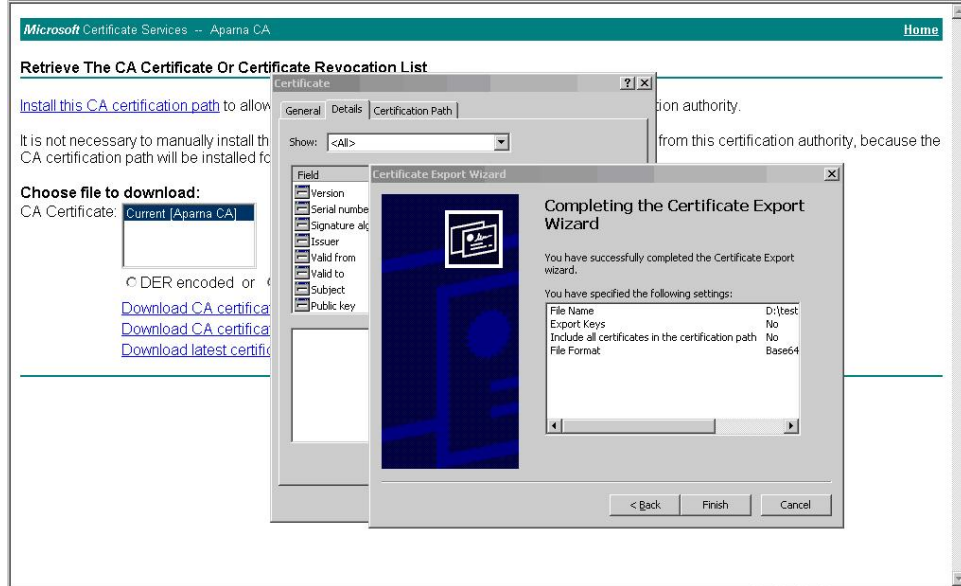 Microsoft Certificate Services -- Aparna CA
Home
Retrieve The CA Certificate Or Certificate Revocation List
Install this CA certification path to allow
tion authority.
It is not necessary to manually install th
from this certification authority, because the
CA certification path will be installed fo
Choose file to download:
CA Certificate:
Current [Aparna CA]
DER encoded or
Download CA certifica
Download CA certifica
Download latest certific
Certificate
General
Details
Certification Path
Show:
<All>
Field
Version
Serial numbe
Signature alg
Issuer
Valid from
Valid to
Subject
Public key
Certificate Export Wizard
Completing the Certificate Export
Wizard
You have successfully completed the Certificate Export
wizard.
You have specified the following settings:
File Name D:\test
Export Keys No
Include all certificates in the certification path No
File Format Base64
< Back
Finish
Cancel